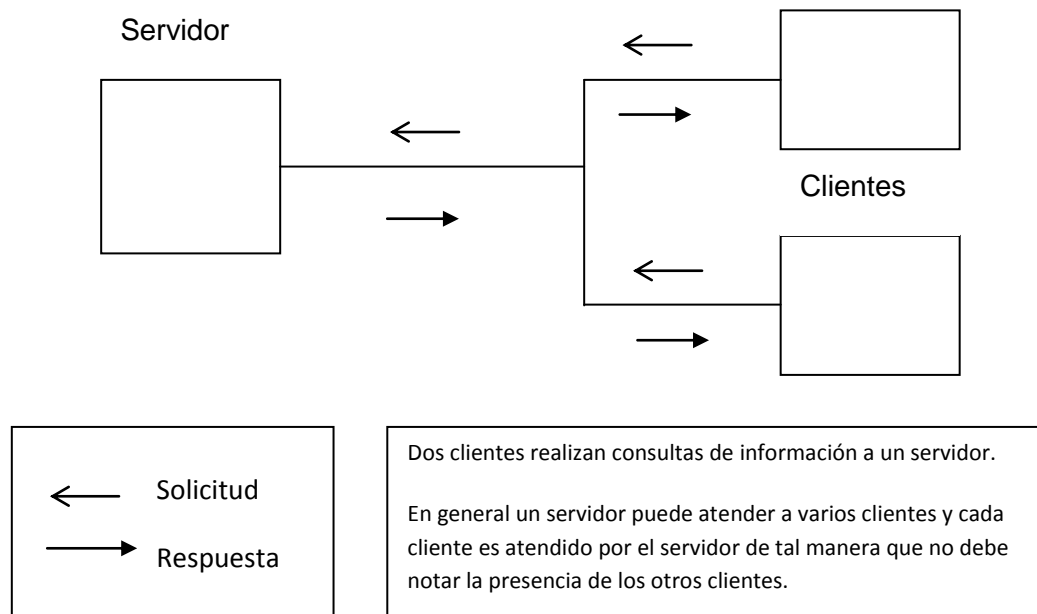 Servidor
Clientes
Solicitud
Respuesta
Dos clientes realizan consultas de información a un servidor.
En general un servidor puede atender a varios clientes y cada
cliente es atendido por el servidor de tal manera que no debe
notar la presencia de los otros clientes.